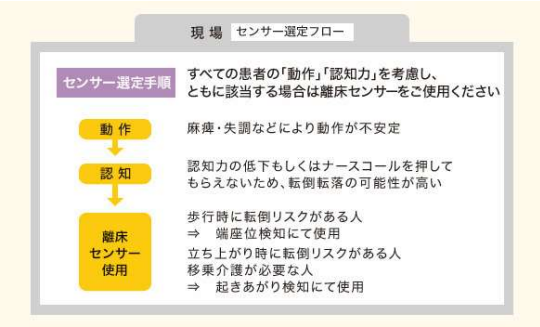 現場 センサー選定フロー
センサー選定手順
すべての患者の「動作」「認知力」を考慮し、
ともに該当する場合は離床センサーをご使用ください
動作
麻痺・失調などにより動作が不安定
認知
認知力の低下もしくはナースコールを押して
もらえないため、転倒転落の可能性が高い
離床
センサー
使用
歩行時に転倒リスクがある人
⇒ 端座位検知にて使用
立ち上がり時に転倒リスクがある人
移乗介護が必要な人
⇒ 起きあがり検知にて使用